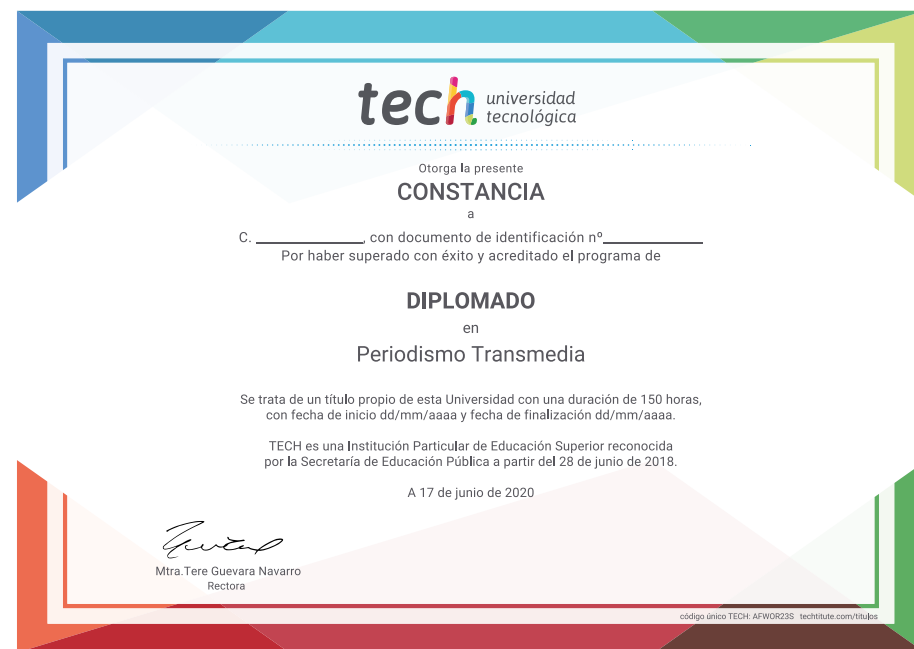 tech universidad
tecnológica
Otorga la presente
CONSTANCIA
a
C. ____________, con documento de identificación nº____________
Por haber superado con éxito y acreditado el programa de
DIPLOMADO
en
Periodismo Transmedia
Se trata de un título propio de esta Universidad con una duración de 150 horas,
con fecha de inicio dd/mm/aaaa y fecha de finalización dd/mm/aaaa.
TECH es una Institución Particular de Educación Superior reconocida
por la Secretaría de Educación Pública a partir del 28 de junio de 2018.
A 17 de junio de 2020
Mtra.Tere Guevara Navarro
Rectora
código único TECH: AFWOR23S techtitute.com/titulos